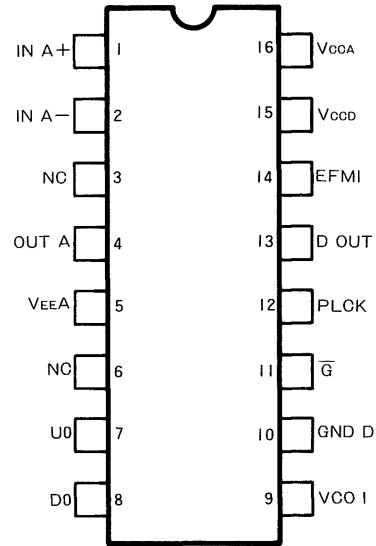 IN A+ 1 16 VCCA
IN A− 2 15 VCCD
NC 3 14 EFMI
OUT A 4 13 D OUT
VEEA 5 12 PLCK
NC 6 11 G̅
U0 7 10 GND D
D0 8 9 VCO I